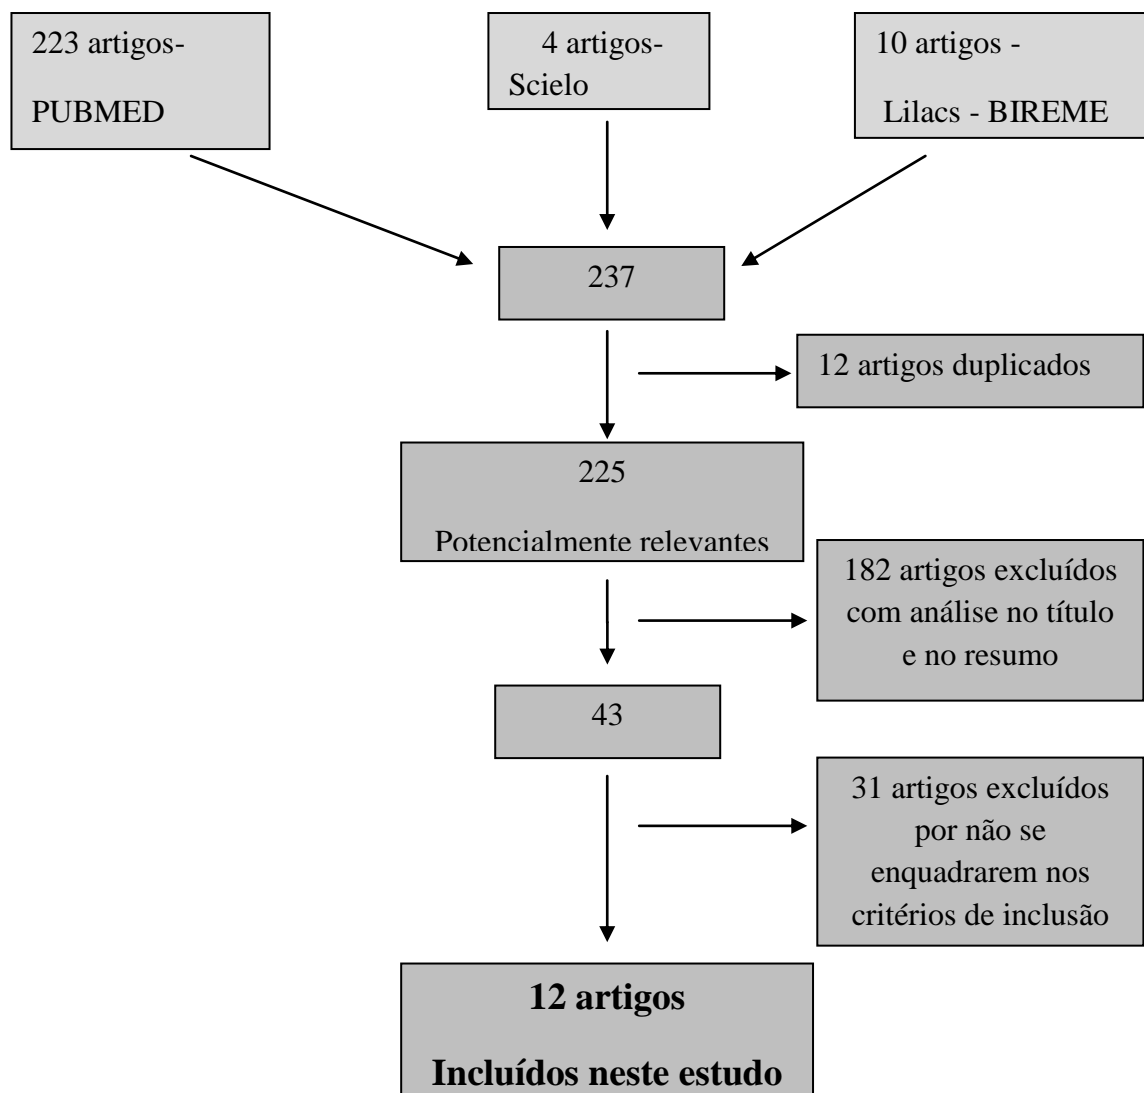 223 artigos-
PUBMED
4 artigos-
Scielo
10 artigos -
Lilacs - BIREME
237
12 artigos duplicados
225
Potencialmente relevantes
182 artigos excluídos
com análise no título
e no resumo
43
31 artigos excluídos
por não se
enquadrarem nos
critérios de inclusão
12 artigos
Incluídos neste estudo